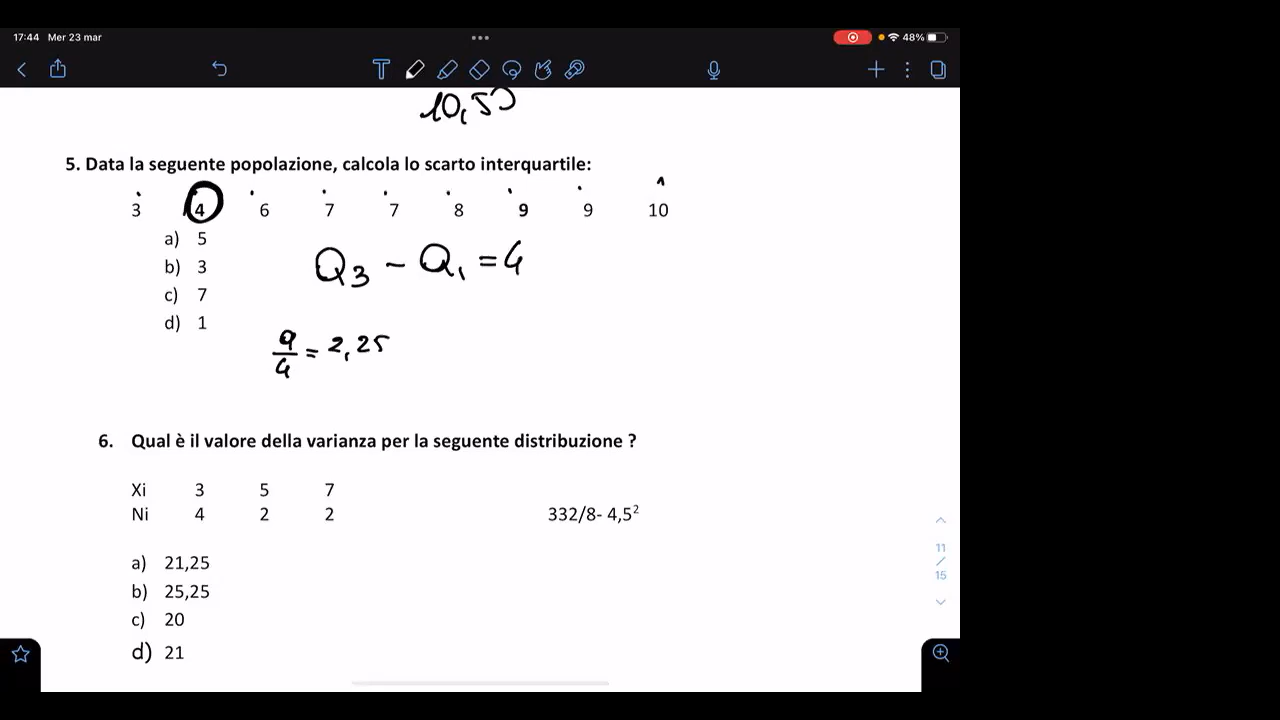 17:44 Mer 23 mar 48%
10,50
5. Data la seguente popolazione, calcola lo scarto interquartile:
3 4 6 7 7 8 9 9 10
a) 5
b) 3
c) 7
d) 1
Q3 - Q1 = 4
9/4 = 2,25
6. Qual è il valore della varianza per la seguente distribuzione ?
Xi 3 5 7
Ni 4 2 2 332/8- 4,5²
a) 21,25
b) 25,25
c) 20
d) 21
11
/
15